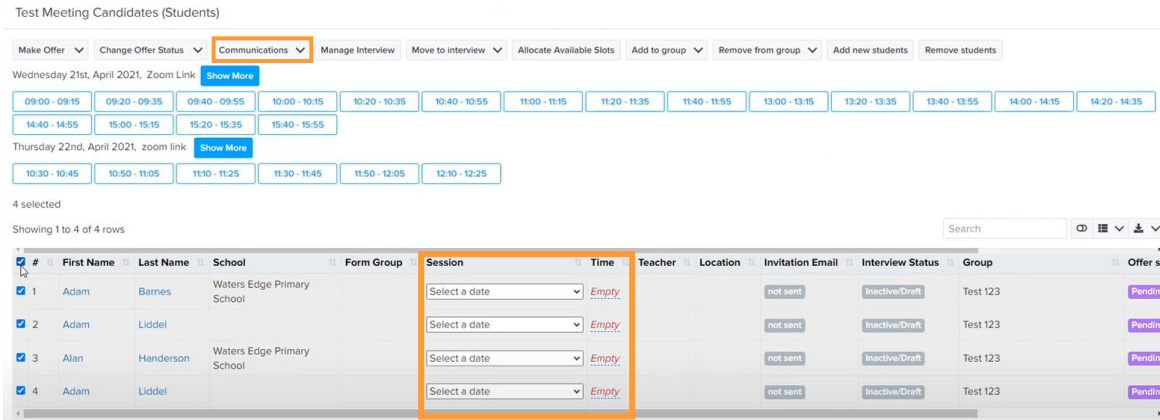 Test Meeting Candidates (Students)
Make Offer Change Offer Status Communications Manage Interview Move to interview Allocate Available Slots Add to group Remove from group Add new students Remove students
Wednesday 21st, April 2021, Zoom Link Show More
09:00 - 09:15 09:20 - 09:35 09:40 - 09:55 10:00 - 10:15 10:20 - 10:35 10:40 - 10:55 11:00 - 11:15 11:20 - 11:35 11:40 - 11:55 13:00 - 13:15 13:20 - 13:35 13:40 - 13:55 14:00 - 14:15 14:20 - 14:35
14:40 - 14:55 15:00 - 15:15 15:20 - 15:35 15:40 - 15:55
Thursday 22nd, April 2021, zoom link Show More
10:30 - 10:45 10:50 - 11:05 11:10 - 11:25 11:30 - 11:45 11:50 - 12:05 12:10 - 12:25
4 selected
Showing 1 to 4 of 4 rows Search
# First Name Last Name School Form Group Session Time Teacher Location Invitation Email Interview Status Group Offer s
1 Adam Barnes Waters Edge Primary School Select a date Empty not sent Inactive/Draft Test 123 Pendin
2 Adam Liddel Select a date Empty not sent Inactive/Draft Test 123 Pendin
3 Alan Handerson Waters Edge Primary School Select a date Empty not sent Inactive/Draft Test 123 Pendin
4 Adam Liddel Select a date Empty not sent Inactive/Draft Test 123 Pendin